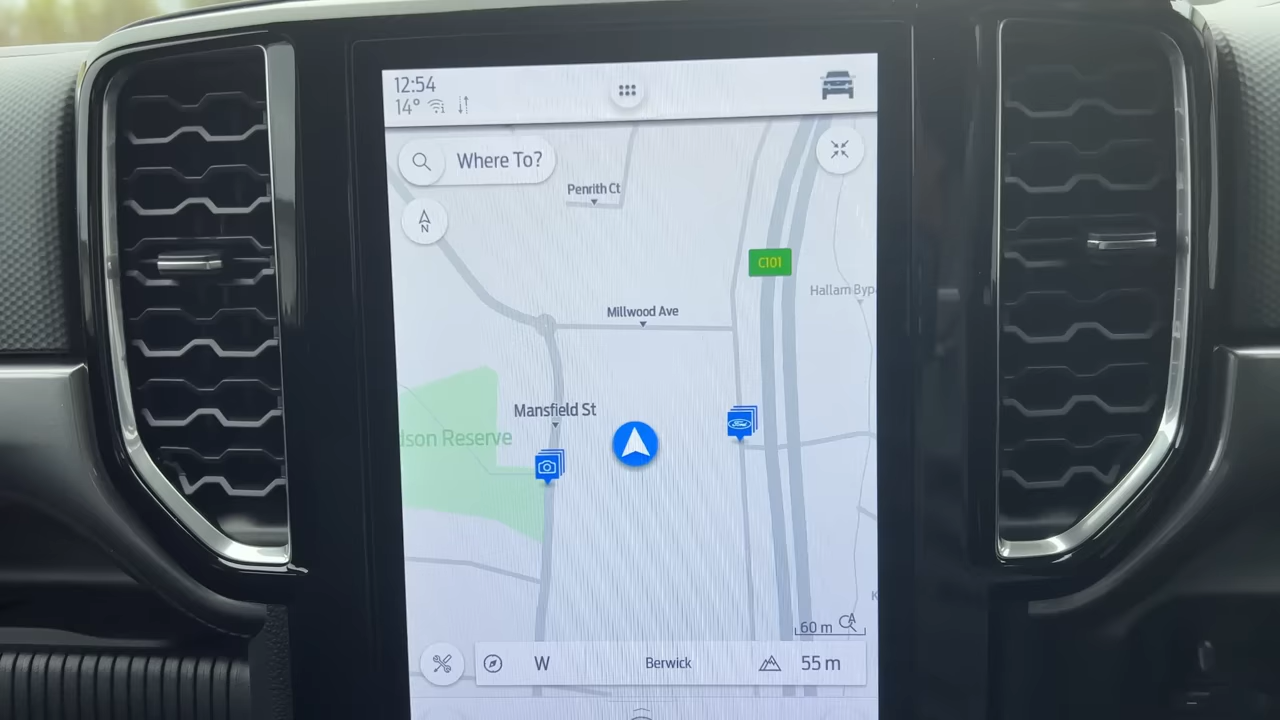 12:54
14°
Where To?
Penrith Ct
N
C101
Hallam Byp
Millwood Ave
Mansfield St
Ford
dson Reserve
60 m
W
Berwick
55 m